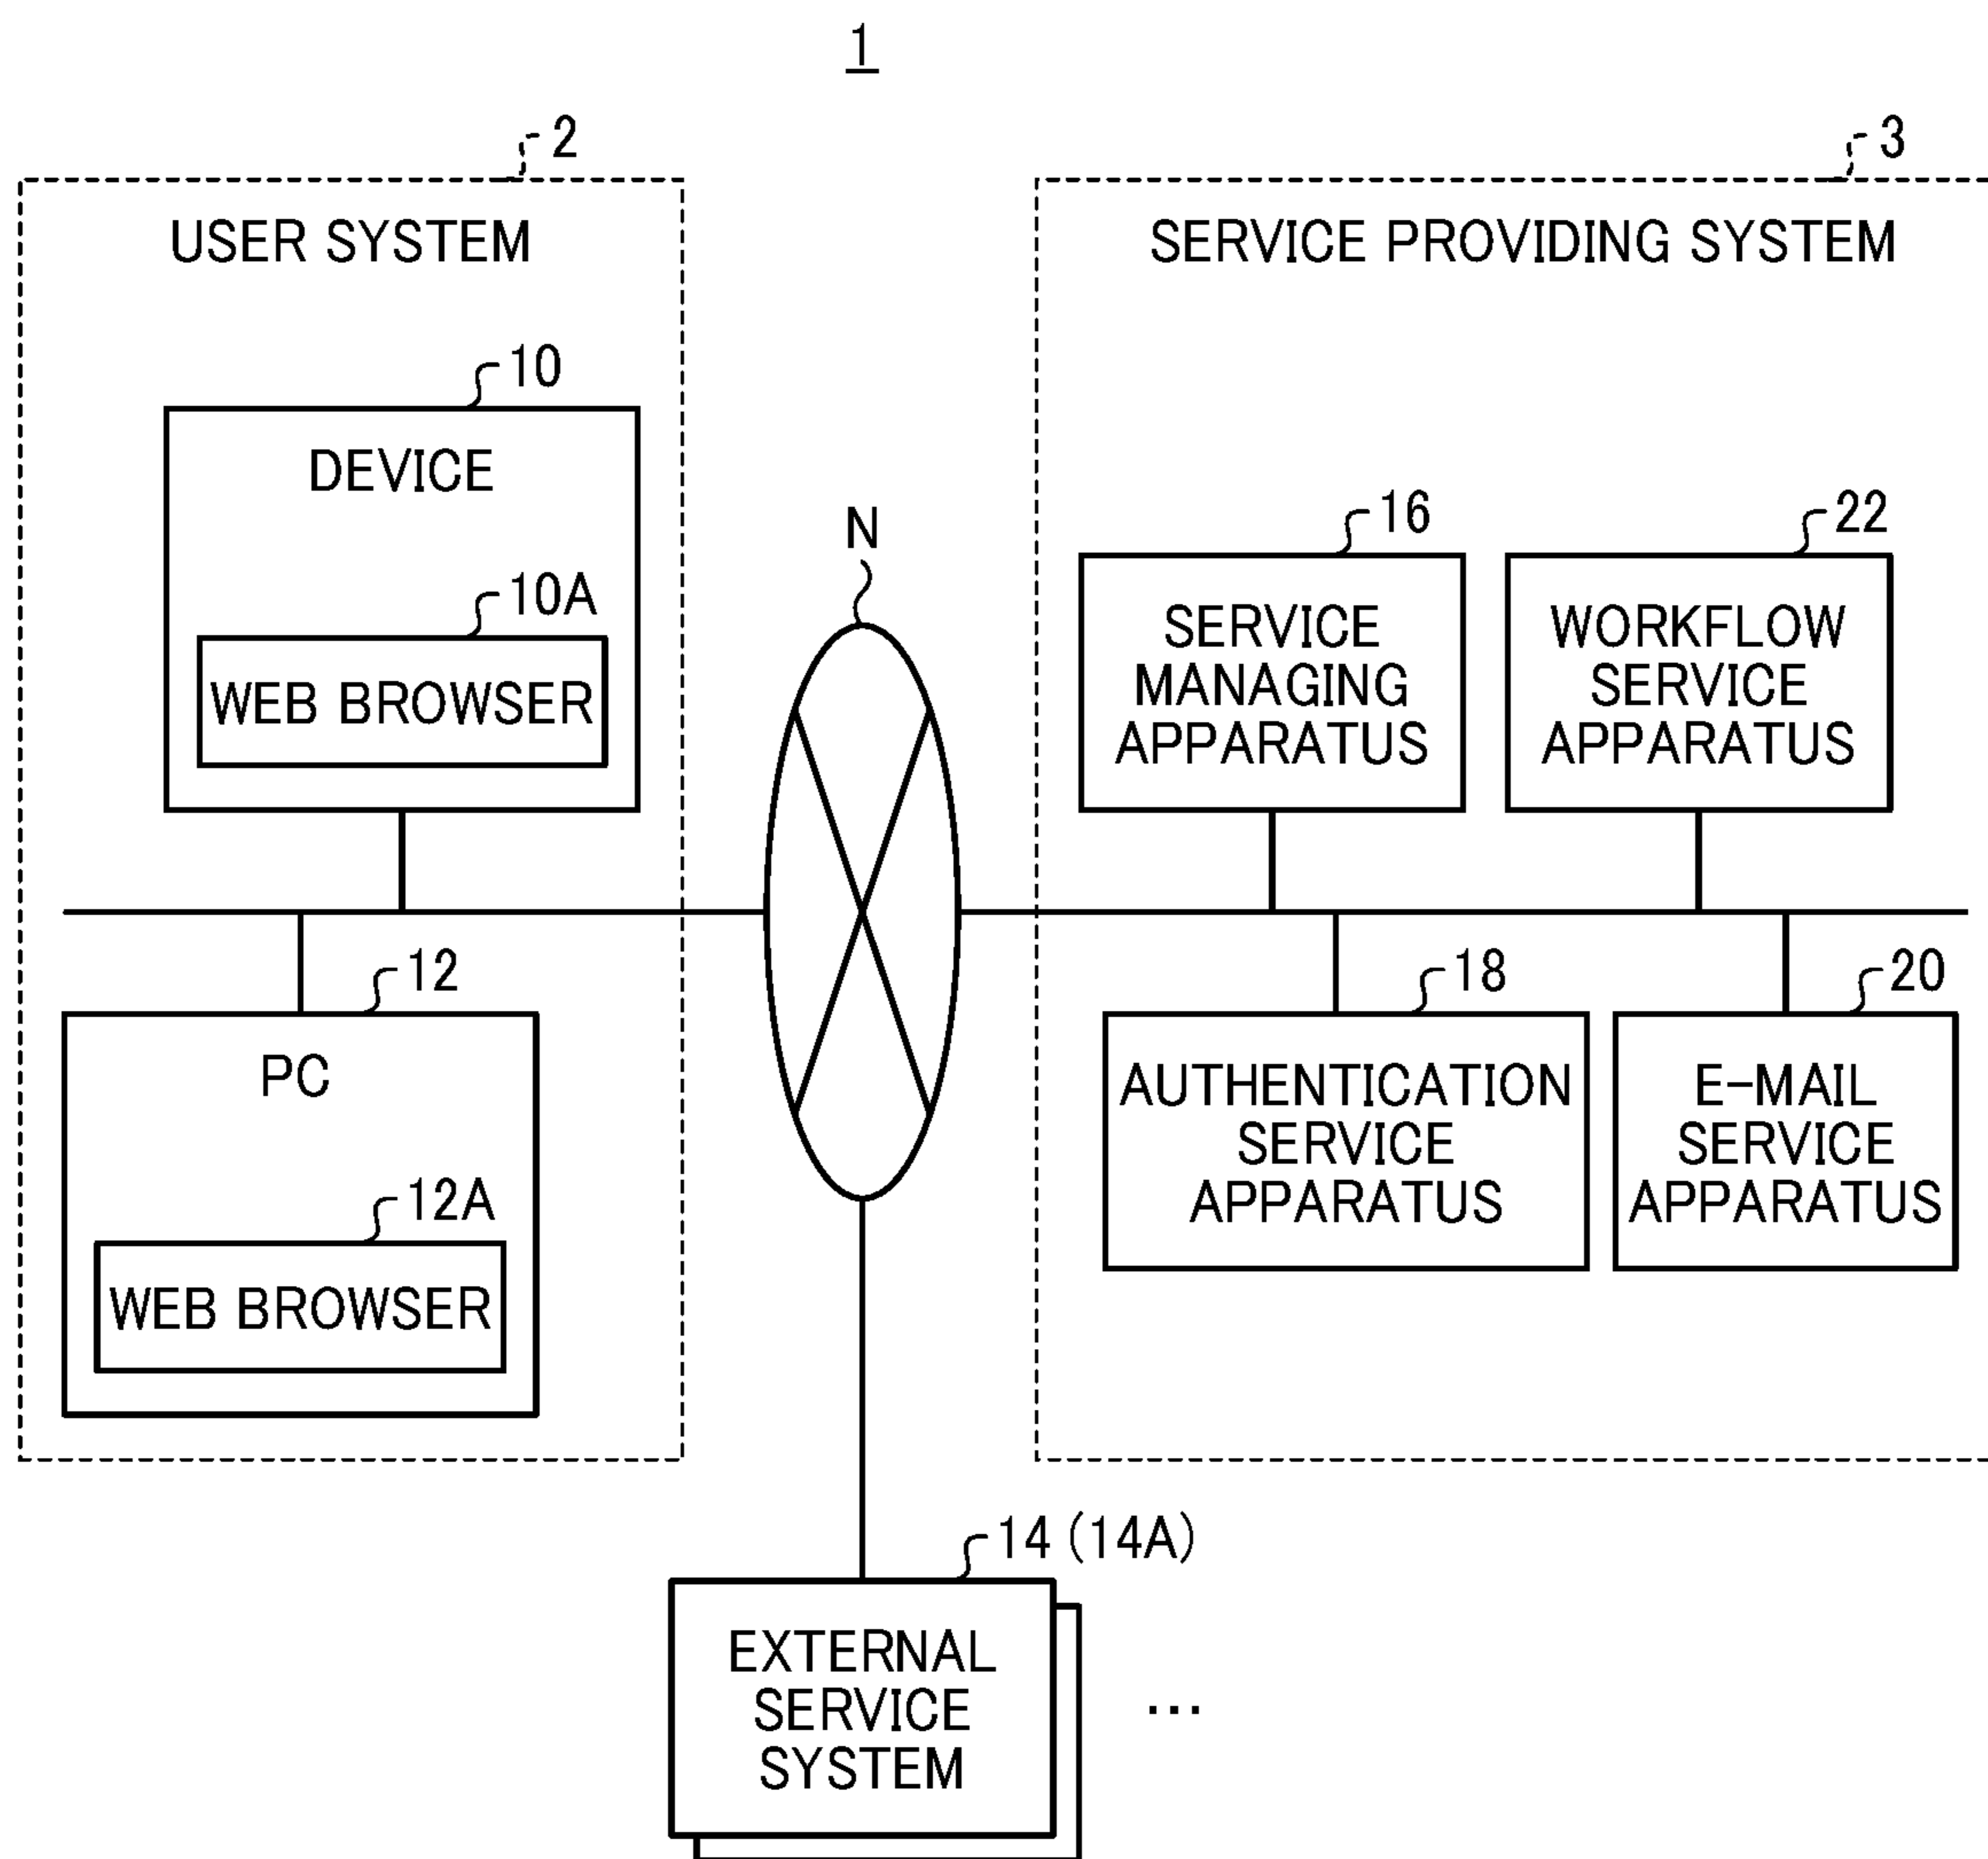 1
2
USER SYSTEM
10
DEVICE
10A
WEB BROWSER
12
PC
12A
WEB BROWSER
N
3
SERVICE PROVIDING SYSTEM
16
SERVICE
MANAGING
APPARATUS
22
WORKFLOW
SERVICE
APPARATUS
18
AUTHENTICATION
SERVICE
APPARATUS
20
E-MAIL
SERVICE
APPARATUS
14 (14A)
EXTERNAL
SERVICE
SYSTEM
...